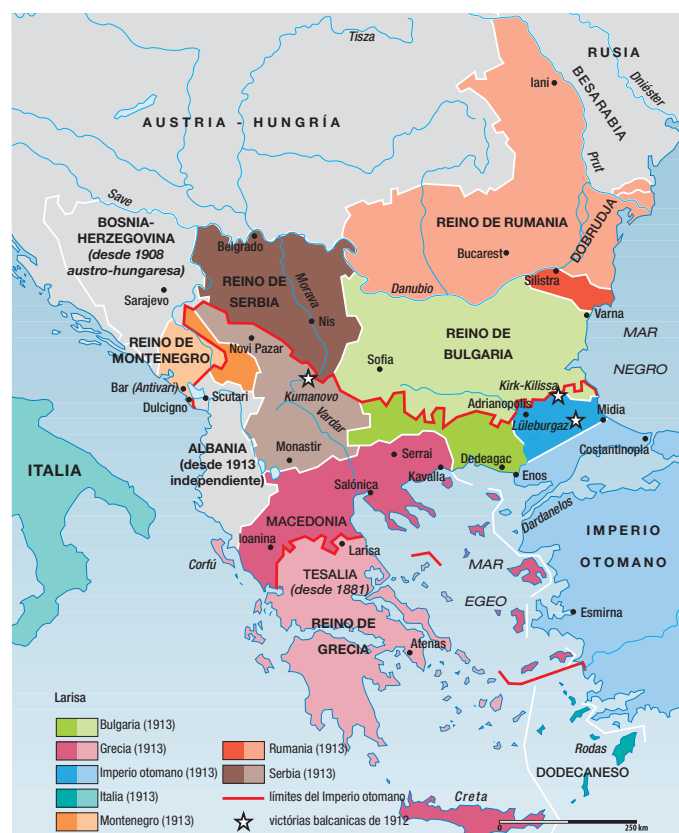 Tisza
RUSIA
BESARABIA
Dniéster
Iani
AUSTRIA - HUNGRÍA
Prut
Save
BOSNIA-
HERZEGOVINA
(desde 1908
austro-hungaresa)
Sarajevo
Belgrado
REINO DE RUMANIA
DOBRUDJA
Bucarest
Silistra
REINO DE
SERBIA
Morava
Danubio
Nis
Varna
MAR
NEGRO
REINO DE
MONTENEGRO
Novi Pazar
Sofia
REINO DE
BULGARIA
Bar (Antivari)
Dulcigno
Scutari
Kumanovo
Kirk-Kilissa
Adrianopolis
Lüleburgaz
Midia
Vardar
Costantinopla
ITALIA
ALBANIA
(desde 1913
independiente)
Monastir
Serrai
Dedeagac
Kavalla
Enos
Salónica
Dardanelos
MACEDONIA
IMPERIO
OTOMANO
Ioanina
Corfú
Larisa
TESALIA
(desde 1881)
MAR
EGEO
Esmirna
REINO DE
GRECIA
Atenas
Rodas
DODECANESO
Creta
Larisa
Bulgaria (1913)
Grecia (1913)
Imperio otomano (1913)
Italia (1913)
Montenegro (1913)
Rumania (1913)
Serbia (1913)
límites del Imperio otomano
victórias balcanicas de 1912
0
250 km